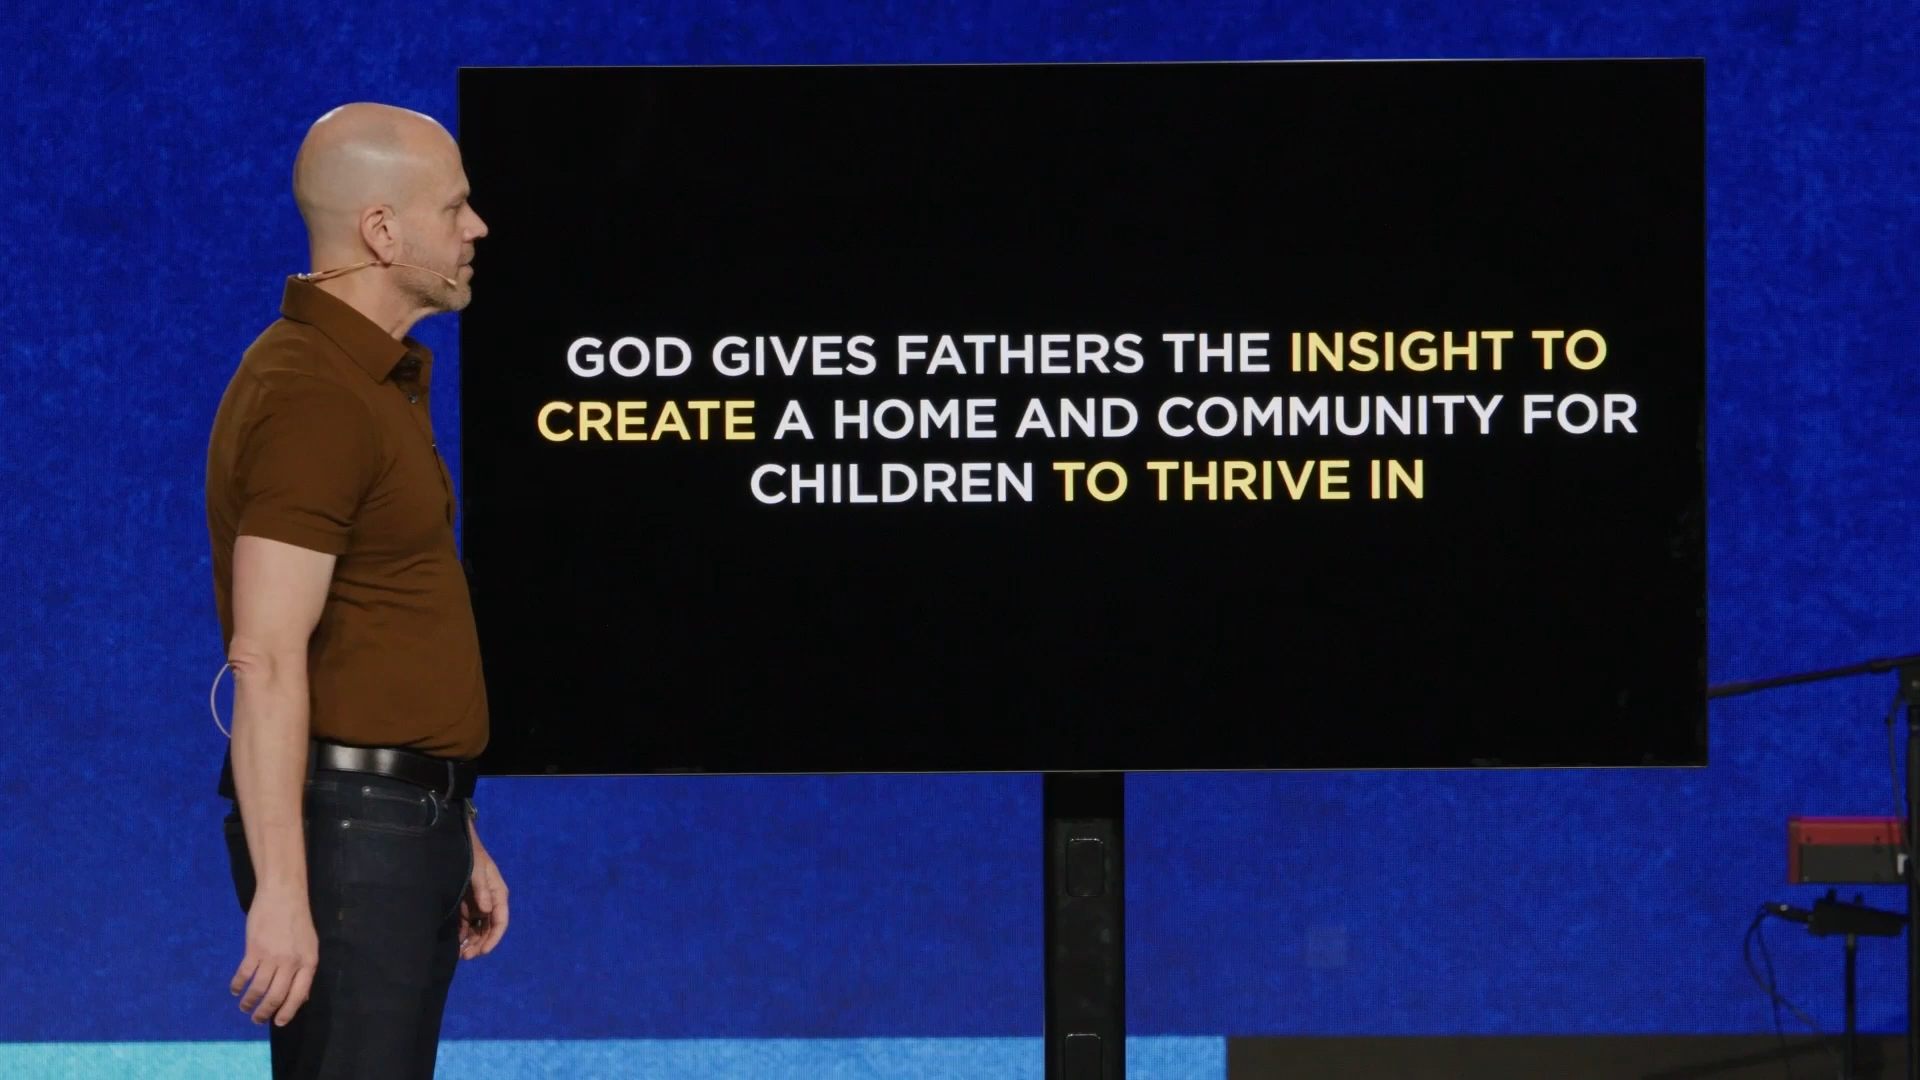 GOD GIVES FATHERS THE INSIGHT TO
CREATE A HOME AND COMMUNITY FOR
CHILDREN TO THRIVE IN